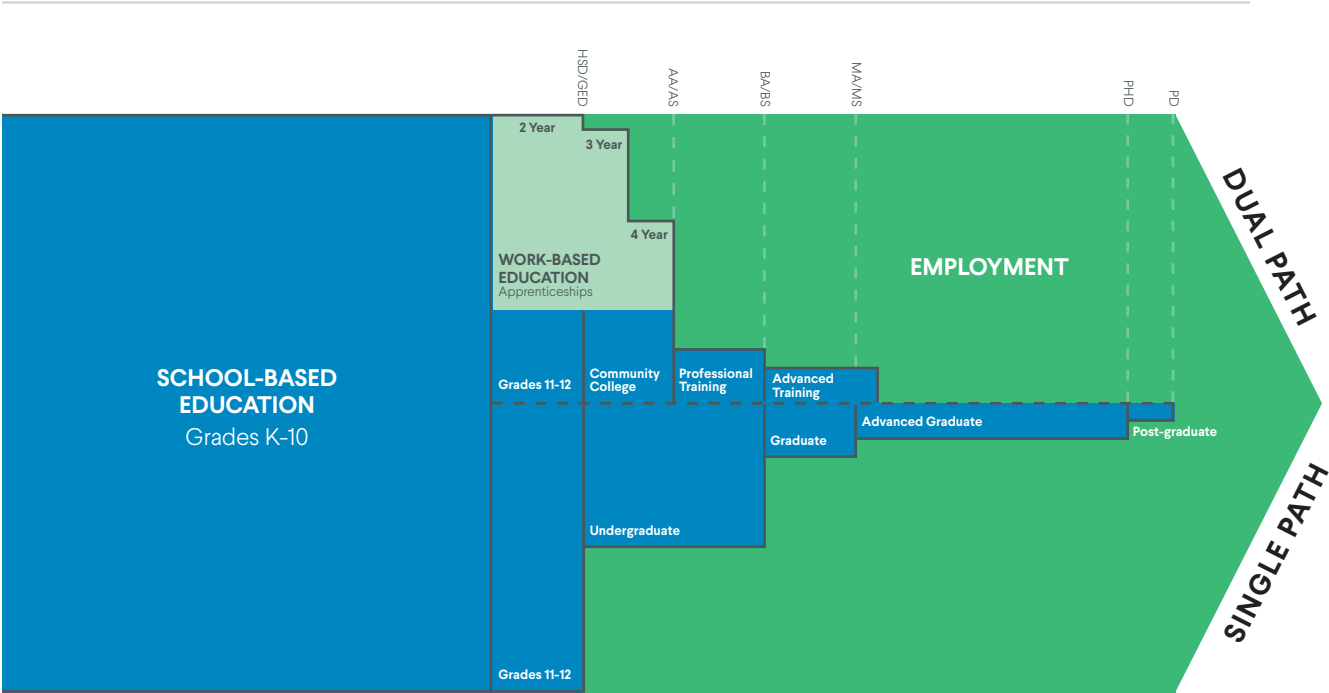 HSD/GED
AA/AS
BA/BS
MA/MS
PHD
PD
2 Year
3 Year
4 Year
WORK-BASED
EDUCATION
Apprenticeships
EMPLOYMENT
DUAL PATH
SCHOOL-BASED
EDUCATION
Grades K-10
Grades 11-12
Community
College
Professional
Training
Advanced
Training
Advanced Graduate
Post-graduate
Graduate
Undergraduate
Grades 11-12
SINGLE PATH